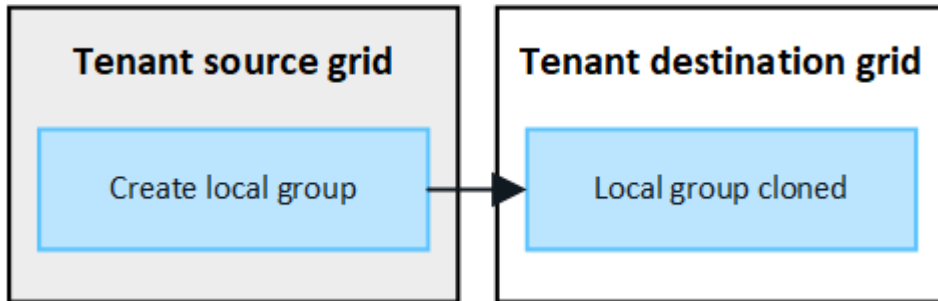 Tenant source grid
Create local group
Tenant destination grid
Local group cloned